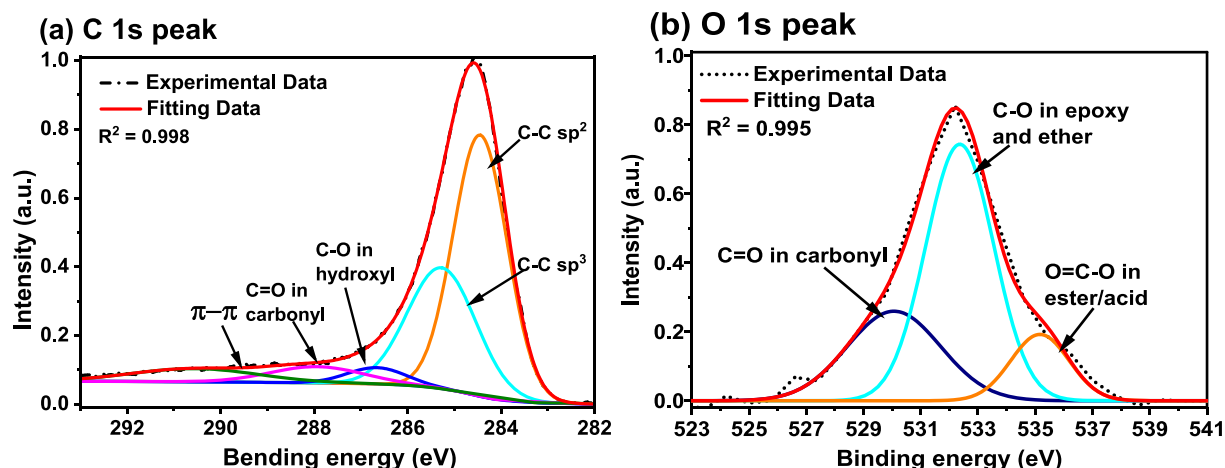 (a) C 1s peak
1.0
0.8
0.6
0.4
0.2
0.0
Intensity (a.u.)
Experimental Data
Fitting Data
R² = 0.998
C-C sp²
C-C sp³
C-O in
hydroxyl
C=O in
carbonyl
π–π
292
290
288
286
284
282
Bending energy (eV)
(b) O 1s peak
1.0
0.8
0.6
0.4
0.2
0.0
Intensity (a.u.)
Experimental Data
Fitting Data
R² = 0.995
C-O in epoxy
and ether
C=O in carbonyl
O=C-O in
ester/acid
523
525
527
529
531
533
535
537
539
541
Binding energy (eV)